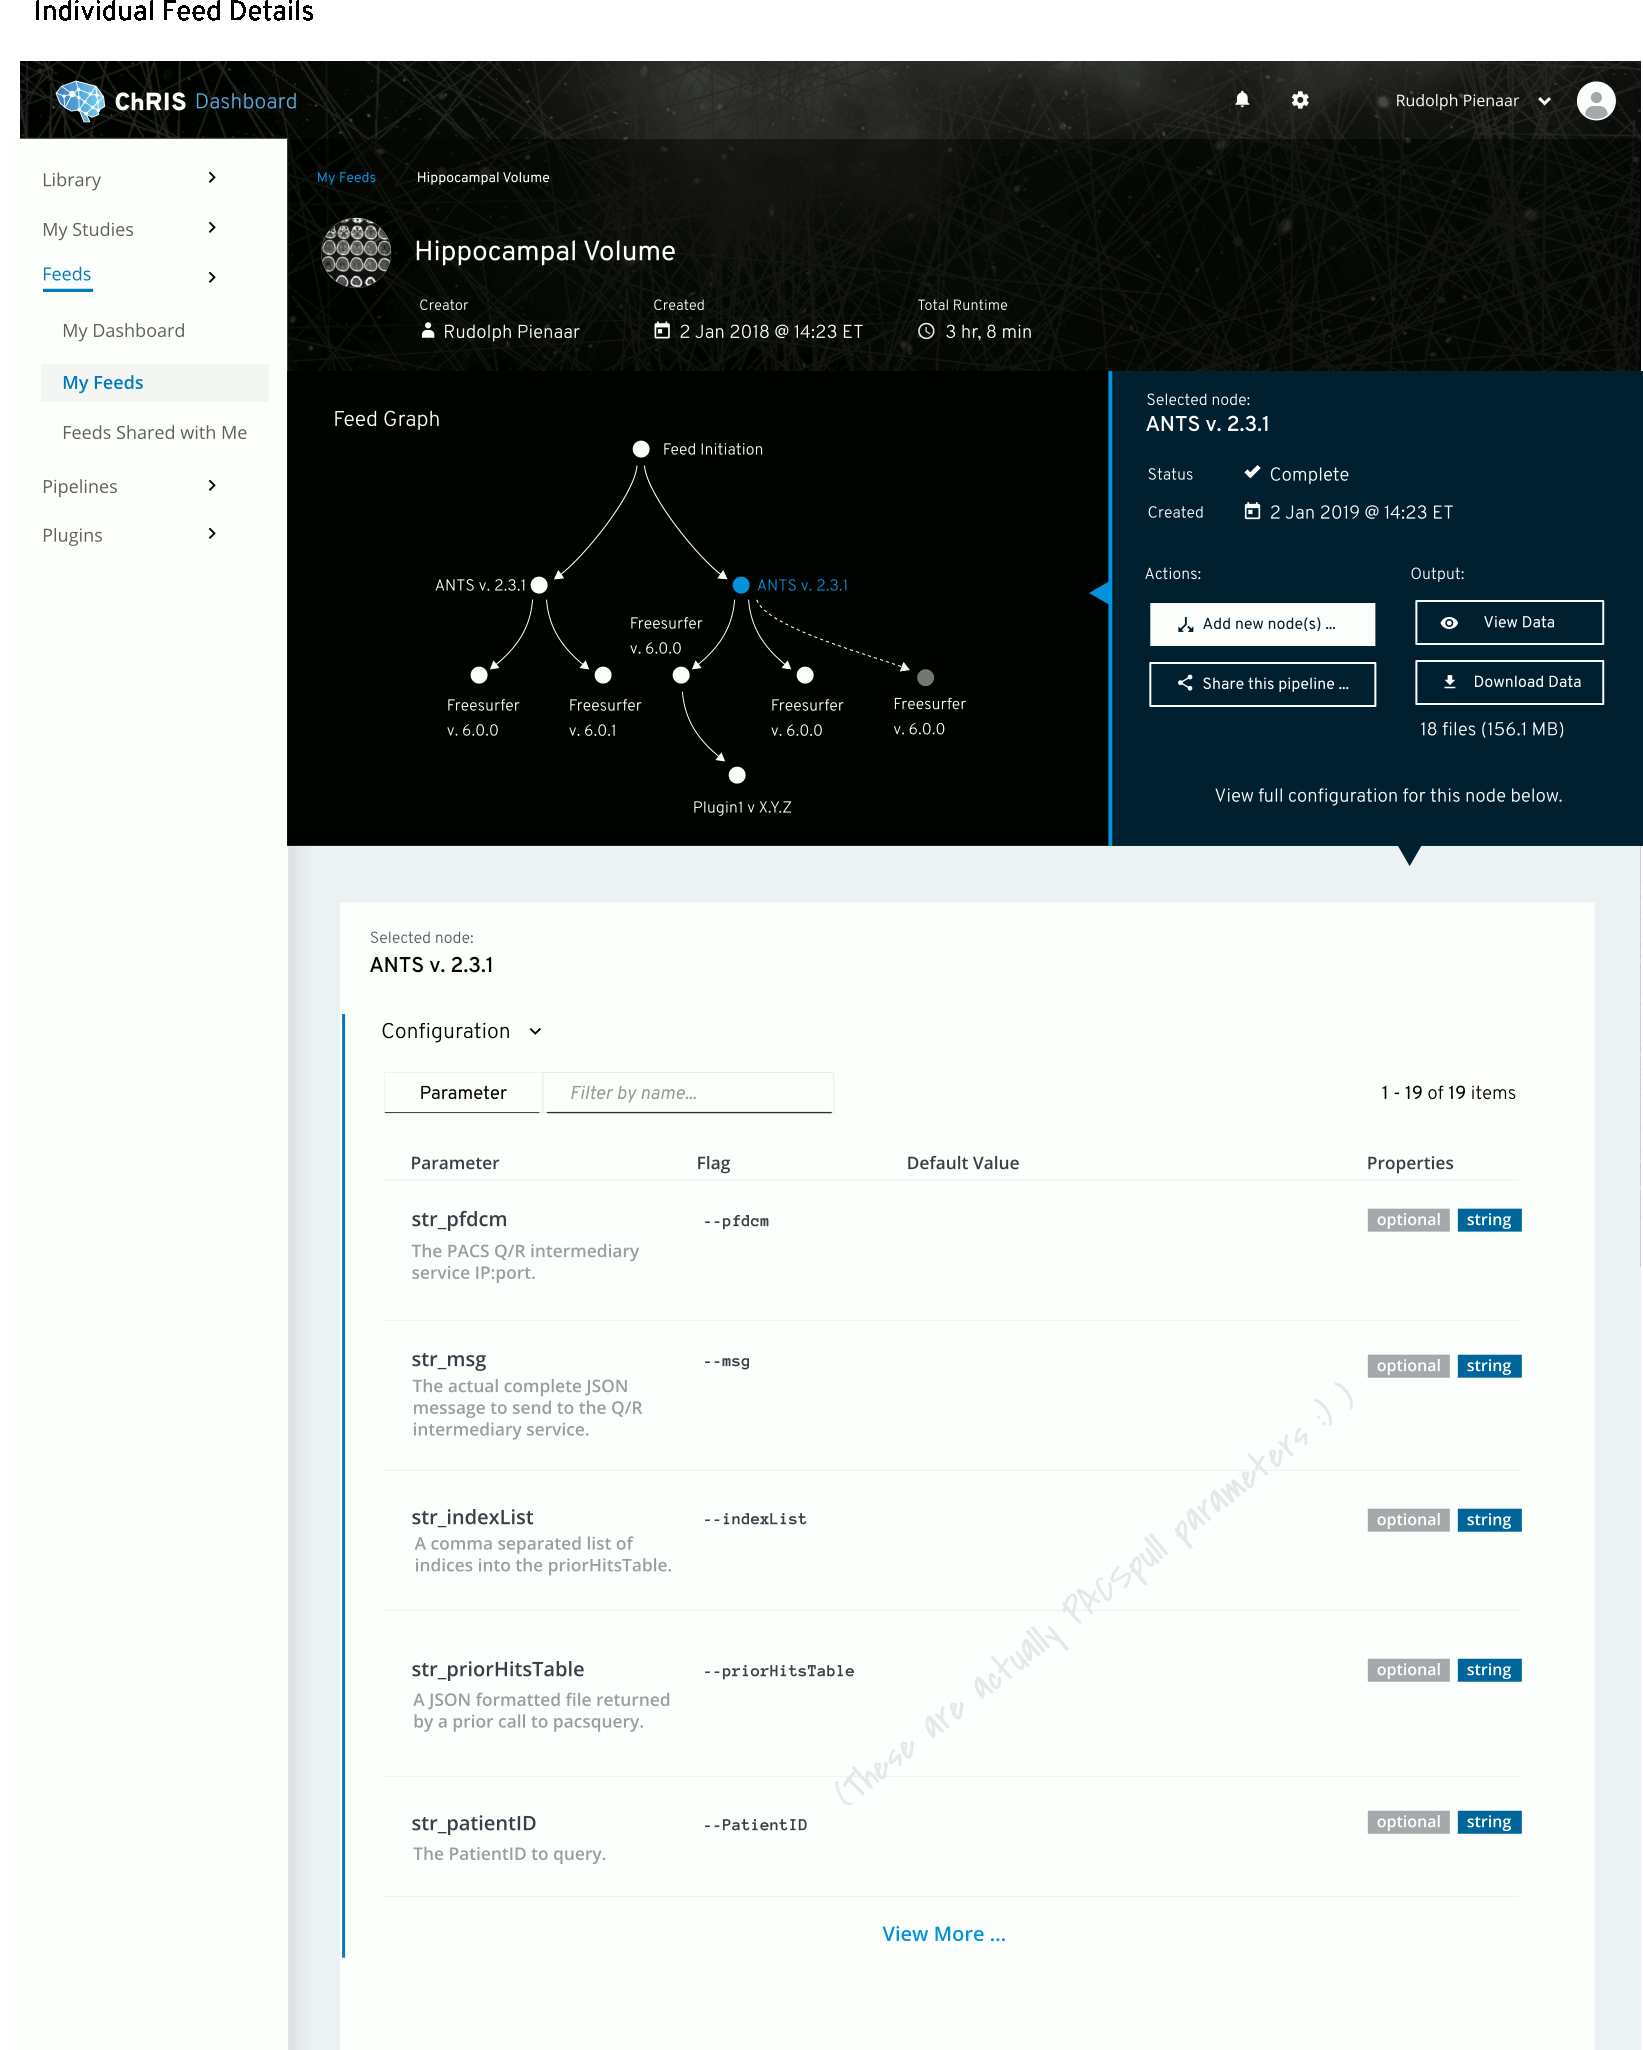 Individual Feed Details
ChRIS Dashboard
Rudolph Pienaar
Library
My Studies
Feeds
My Dashboard
My Feeds
Feeds Shared with Me
Pipelines
Plugins
My Feeds
Hippocampal Volume
Hippocampal Volume
Creator
Rudolph Pienaar
Created
2 Jan 2018 @ 14:23 ET
Total Runtime
3 hr, 8 min
Feed Graph
Feed Initiation
ANTS v. 2.3.1
ANTS v. 2.3.1
Freesurfer
v. 6.0.0
Freesurfer
v. 6.0.0
Freesurfer
v. 6.0.1
Freesurfer
v. 6.0.0
Freesurfer
v. 6.0.0
Plugin1 v X.Y.Z
Selected node:
ANTS v. 2.3.1
Status
Complete
Created
2 Jan 2019 @ 14:23 ET
Actions:
Add new node(s) ...
Share this pipeline ...
Output:
View Data
Download Data
18 files (156.1 MB)
View full configuration for this node below.
Selected node:
ANTS v. 2.3.1
Configuration
Parameter
Filter by name...
1 - 19 of 19 items
Parameter
Flag
Default Value
Properties
str_pfdcm
The PACS Q/R intermediary
service IP:port.
--pfdcm
optional
string
str_msg
The actual complete JSON
message to send to the Q/R
intermediary service.
--msg
optional
string
str_indexList
A comma separated list of
indices into the priorHitsTable.
--indexList
optional
string
str_priorHitsTable
A JSON formatted file returned
by a prior call to pacsquery.
--priorHitsTable
optional
string
str_patientID
The PatientID to query.
--PatientID
optional
string
(These are actually PACSpull parameters :) )
View More ...